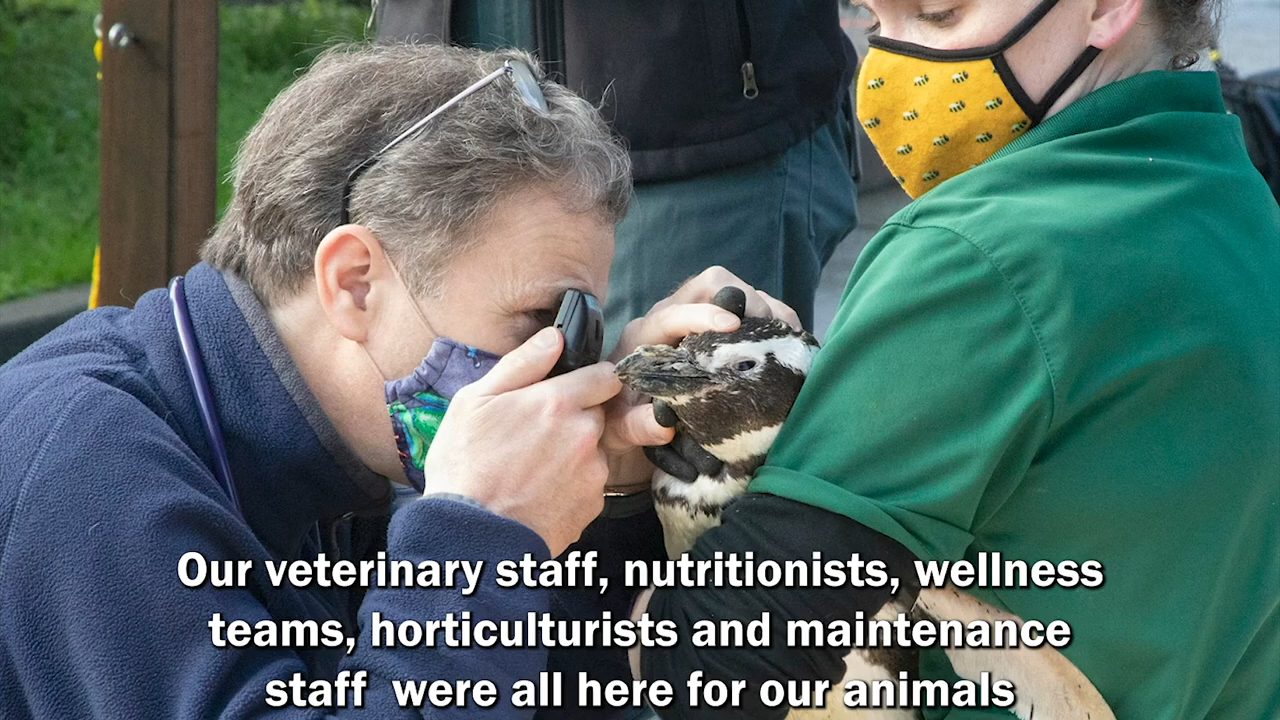 Our veterinary staff, nutritionists, wellness
teams, horticulturists and maintenance
staff  were all here for our animals